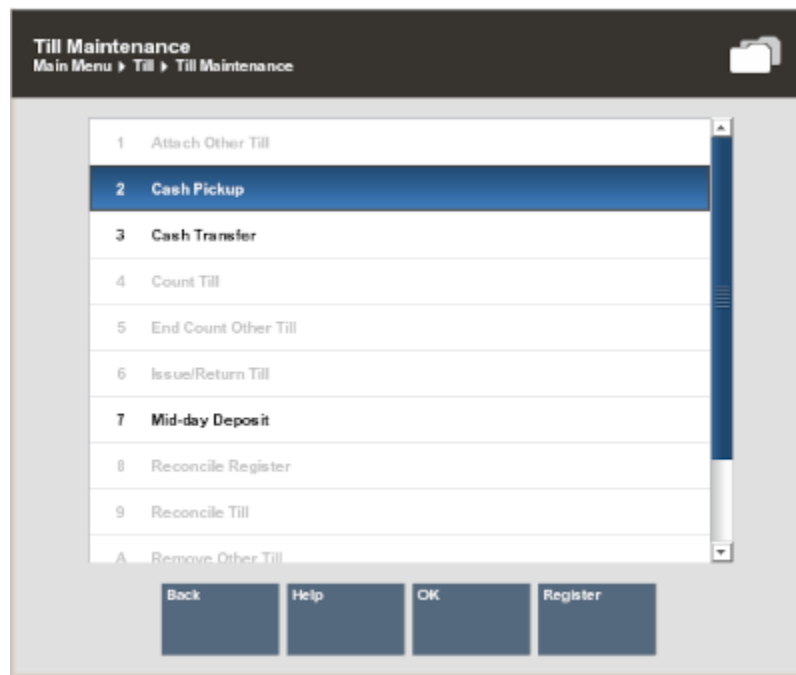 Till Maintenance
Main Menu ▸ Till ▸ Till Maintenance
1 Attach Other Till
2 Cash Pickup
3 Cash Transfer
4 Count Till
5 End Count Other Till
6 Issue/Return Till
7 Mid-day Deposit
8 Reconcile Register
9 Reconcile Till
A Remove Other Till
Back Help OK Register